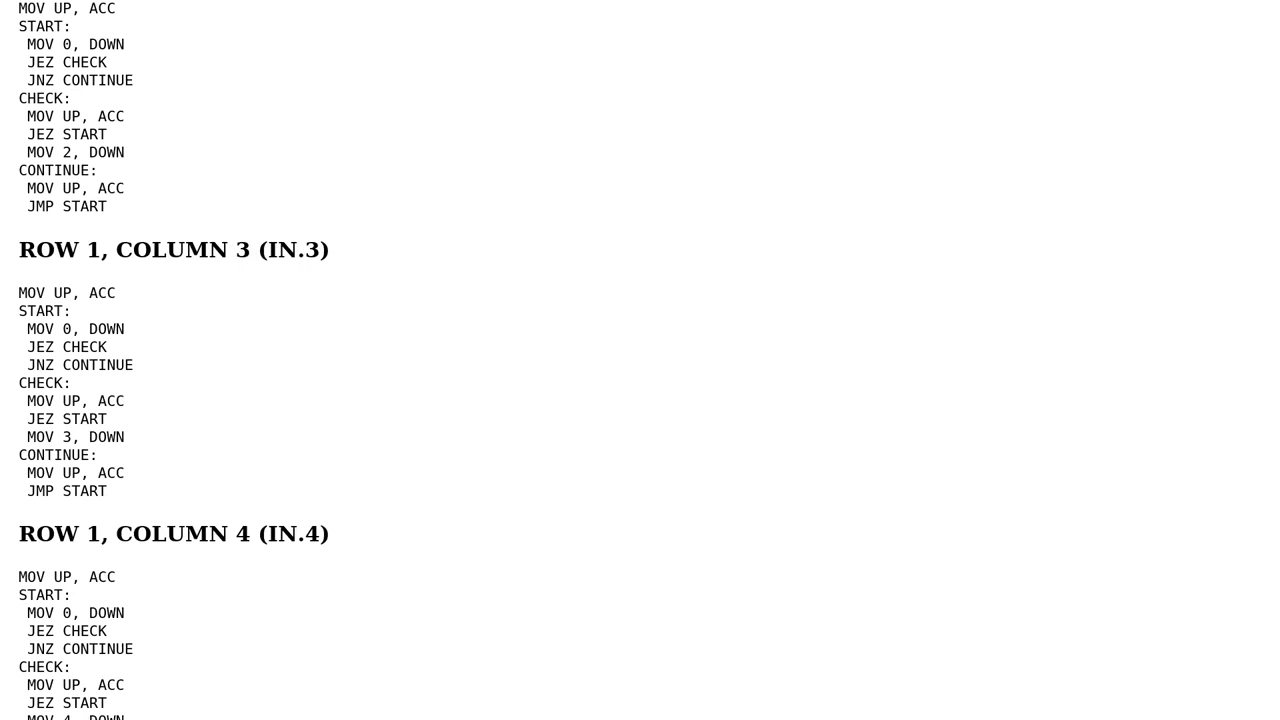 MOV UP, ACC
START:
 MOV 0, DOWN
 JEZ CHECK
 JNZ CONTINUE
CHECK:
 MOV UP, ACC
 JEZ START
 MOV 2, DOWN
CONTINUE:
 MOV UP, ACC
 JMP START
ROW 1, COLUMN 3 (IN.3)
MOV UP, ACC
START:
 MOV 0, DOWN
 JEZ CHECK
 JNZ CONTINUE
CHECK:
 MOV UP, ACC
 JEZ START
 MOV 3, DOWN
CONTINUE:
 MOV UP, ACC
 JMP START
ROW 1, COLUMN 4 (IN.4)
MOV UP, ACC
START:
 MOV 0, DOWN
 JEZ CHECK
 JNZ CONTINUE
CHECK:
 MOV UP, ACC
 JEZ START
 MOV 4, DOWN